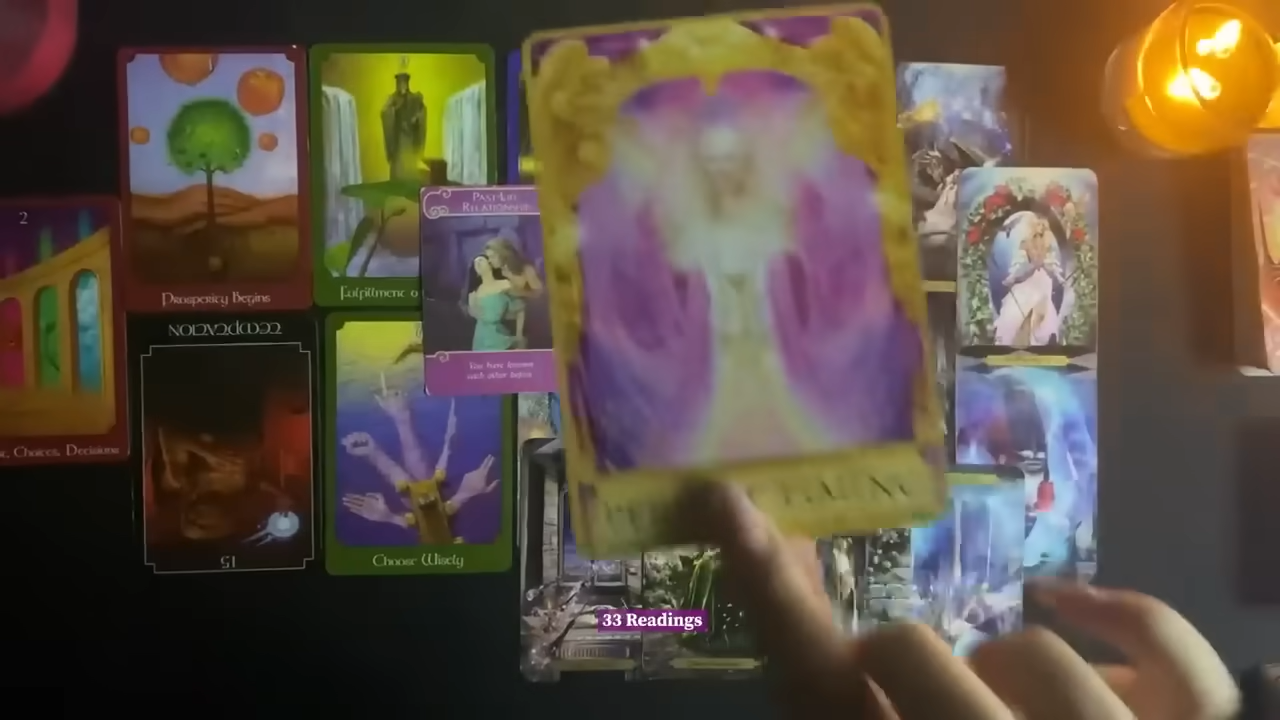 2
Prosperity Begins
Fulfillment o
PAST-LIFE
RELATIONSHIP
You have known
each other before
t, Choices, Decisions
TEMPTATION
15
Choose Wisely
33 Readings